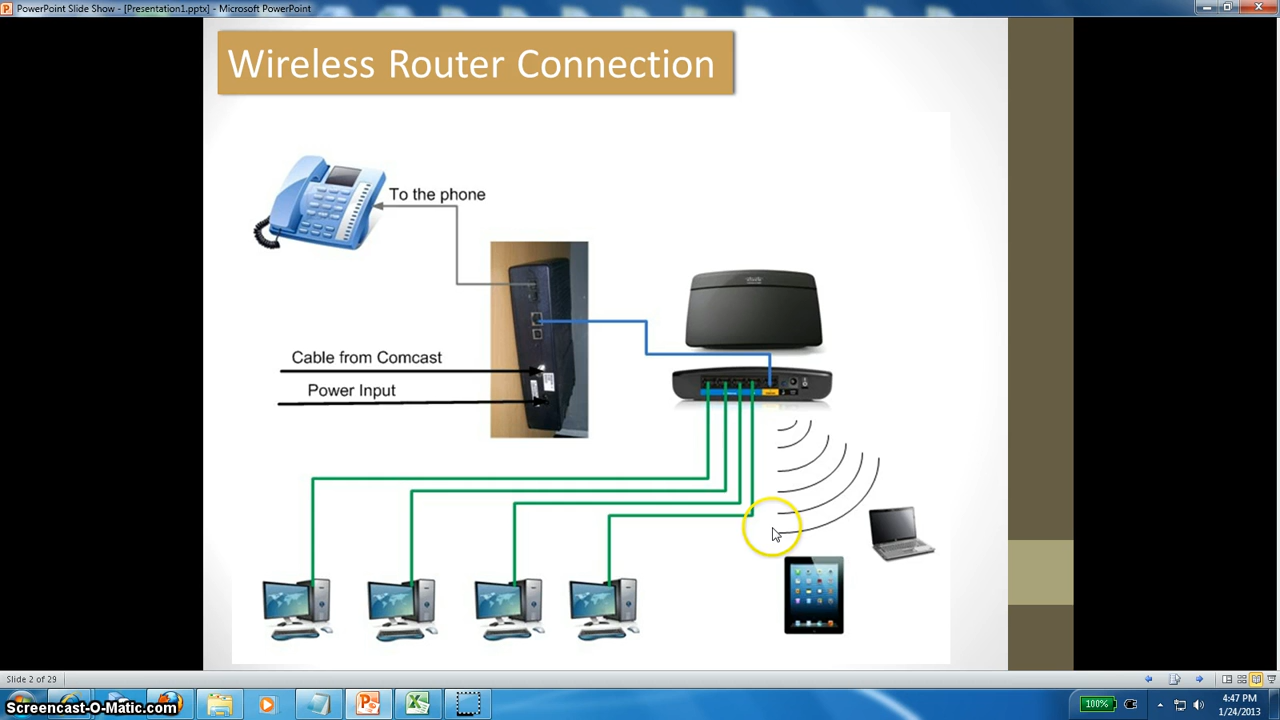 PowerPoint Slide Show - [Presentation1.pptx] - Microsoft PowerPoint
Wireless Router Connection
To the phone
Cable from Comcast
Power Input
Slide 2 of 29
100%
4:47 PM
1/24/2013
Screencast-O-Matic.com